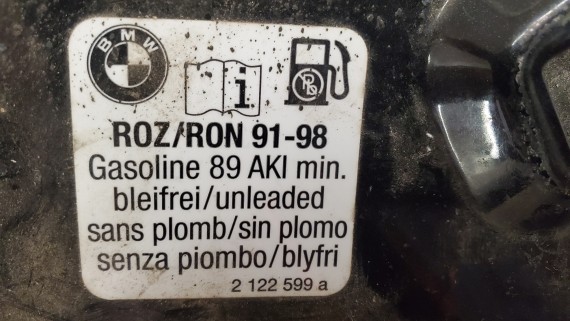 BMW
i
Pb
ROZ/RON 91-98
Gasoline 89 AKI min.
bleifrei/unleaded
sans plomb/sin plomo
senza piombo/blyfri
2 122 599 a